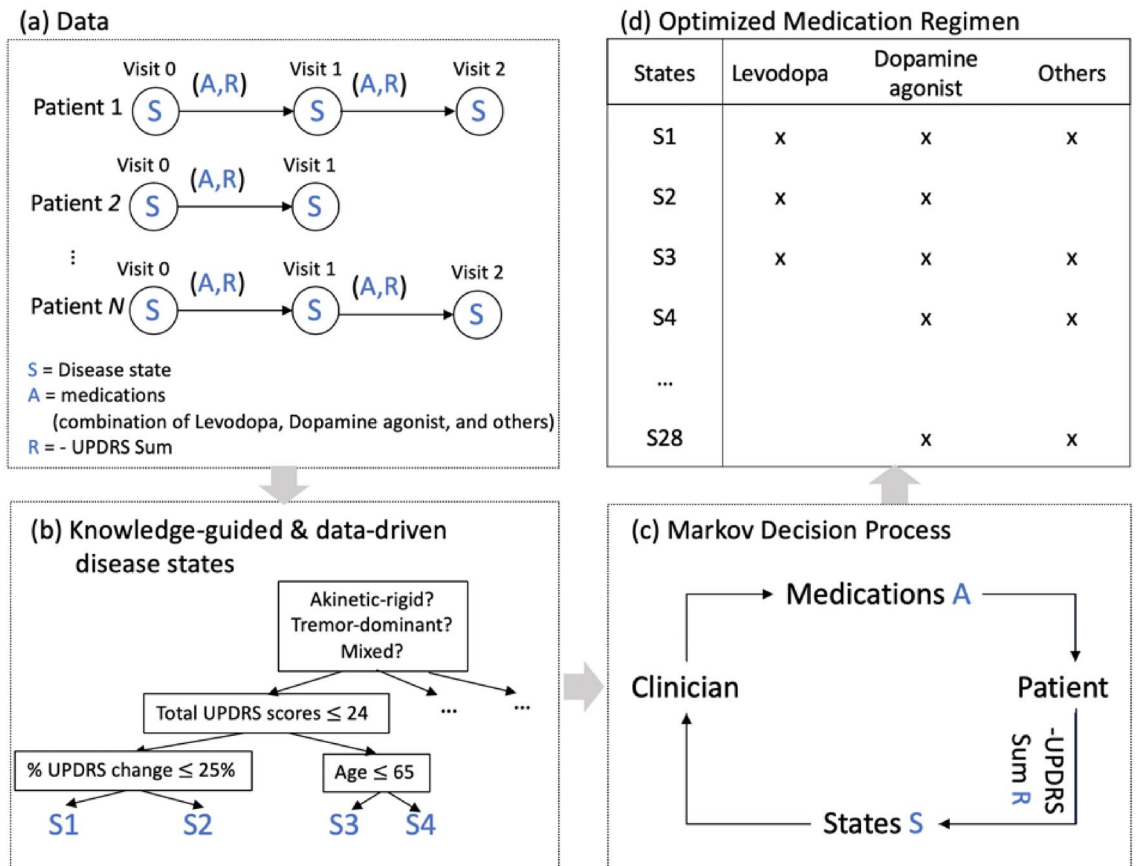 (a) Data
Visit 0
(A,R)
Visit 1
(A,R)
Visit 2
Patient 1
S
S
S
Visit 0
(A,R)
Visit 1
Patient 2
S
S
⋮
Visit 0
(A,R)
Visit 1
(A,R)
Visit 2
Patient N
S
S
S
S = Disease state
A = medications
(combination of Levodopa, Dopamine agonist, and others)
R = - UPDRS Sum
(b) Knowledge-guided & data-driven
disease states
Akinetic-rigid?
Tremor-dominant?
Mixed?
Total UPDRS scores ≤ 24
...
...
% UPDRS change ≤ 25%
Age ≤ 65
S1
S2
S3
S4
(c) Markov Decision Process
Medications A
Clinician
Patient
-UPDRS
Sum R
States S
(d) Optimized Medication Regimen
States Levodopa Dopamine agonist Others
S1 x x x
S2 x x
S3 x x x
S4 x x
...
S28 x x